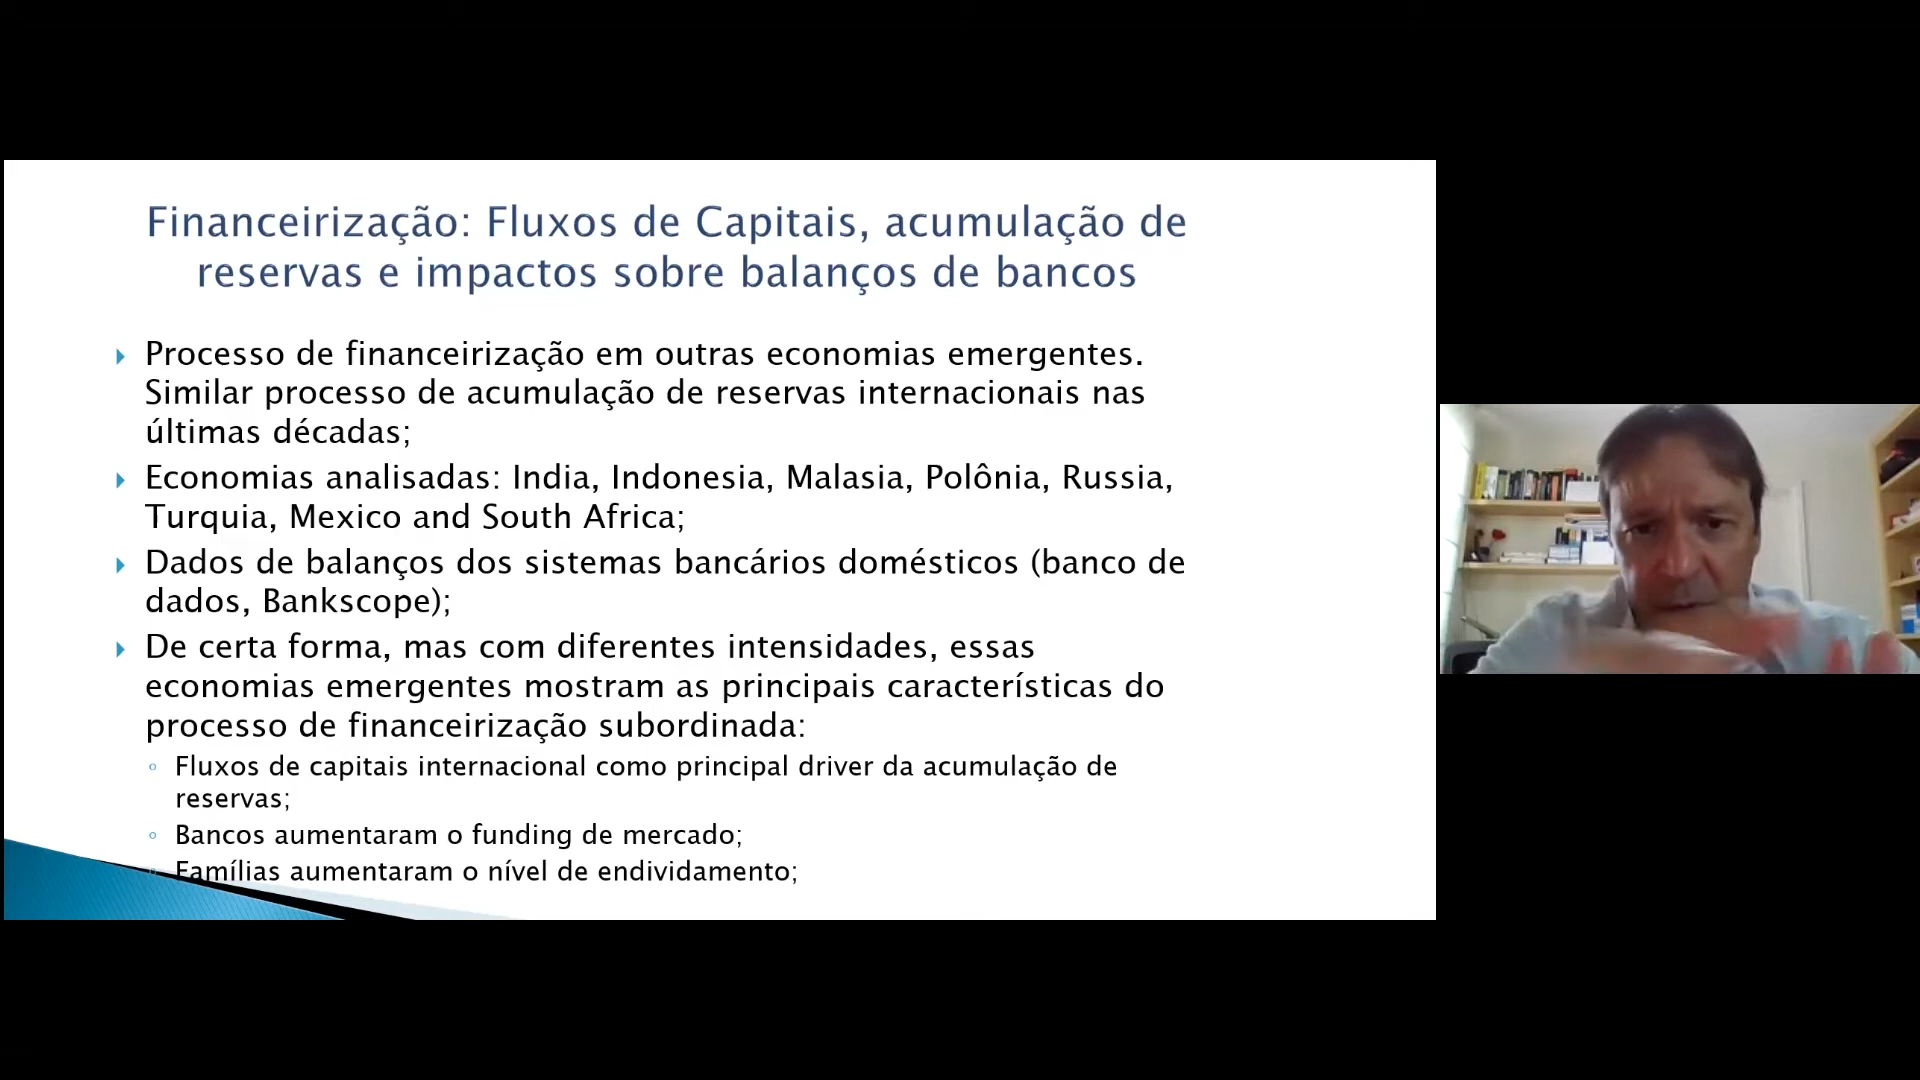 Financeirização: Fluxos de Capitais, acumulação de
reservas e impactos sobre balanços de bancos
Processo de financeirização em outras economias emergentes.
Similar processo de acumulação de reservas internacionais nas
últimas décadas;
Economias analisadas: India, Indonesia, Malasia, Polônia, Russia,
Turquia, Mexico and South Africa;
Dados de balanços dos sistemas bancários domésticos (banco de
dados, Bankscope);
De certa forma, mas com diferentes intensidades, essas
economias emergentes mostram as principais características do
processo de financeirização subordinada:
Fluxos de capitais internacional como principal driver da acumulação de
reservas;
Bancos aumentaram o funding de mercado;
Famílias aumentaram o nível de endividamento;